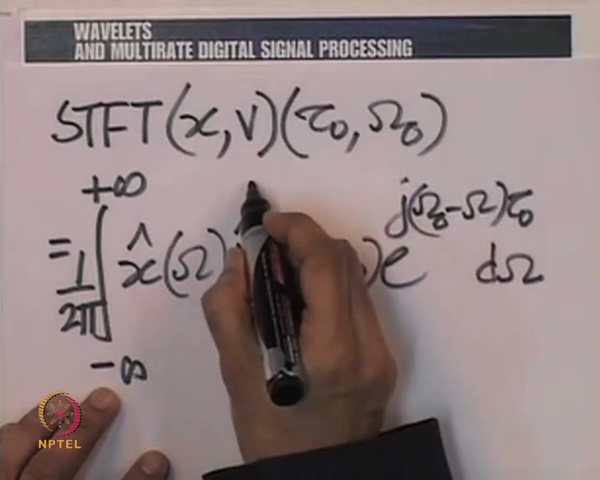 WAVELETS
AND MULTIRATE DIGITAL SIGNAL PROCESSING
STFT(x,V)(τ₀,Ω₀)
+∞
= 1/2π ∫ x̂(Ω) )e^{j(Ω₀-Ω)τ₀} dΩ
-∞
NPTEL